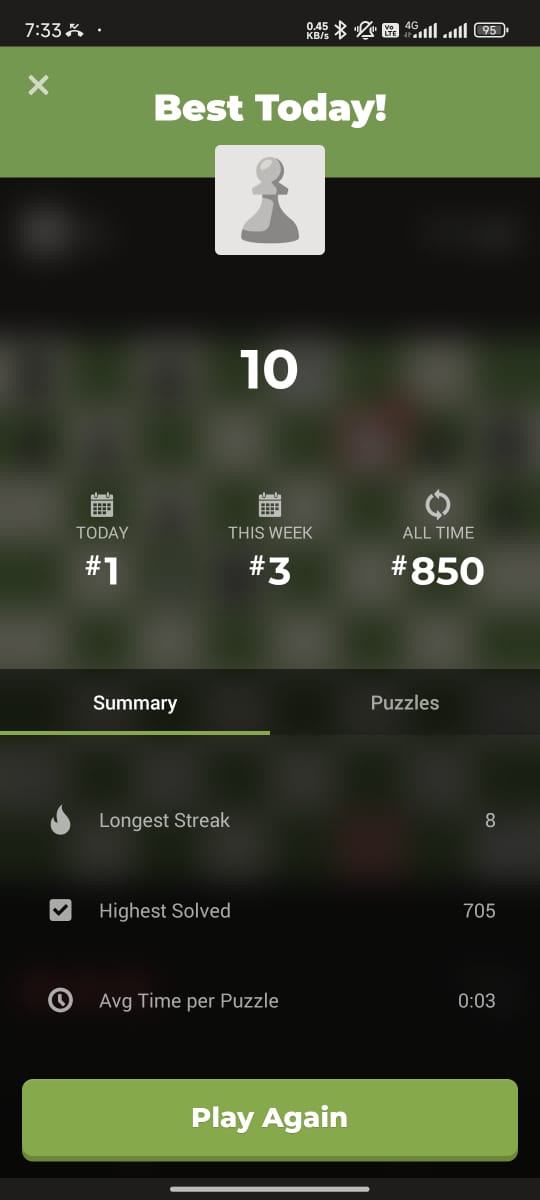 7:33
0.45
KB/s
Vo
LTE
4G
95
Best Today!
10
TODAY
THIS WEEK
ALL TIME
#1
#3
#850
Summary
Puzzles
Longest Streak
8
Highest Solved
705
Avg Time per Puzzle
0:03
Play Again